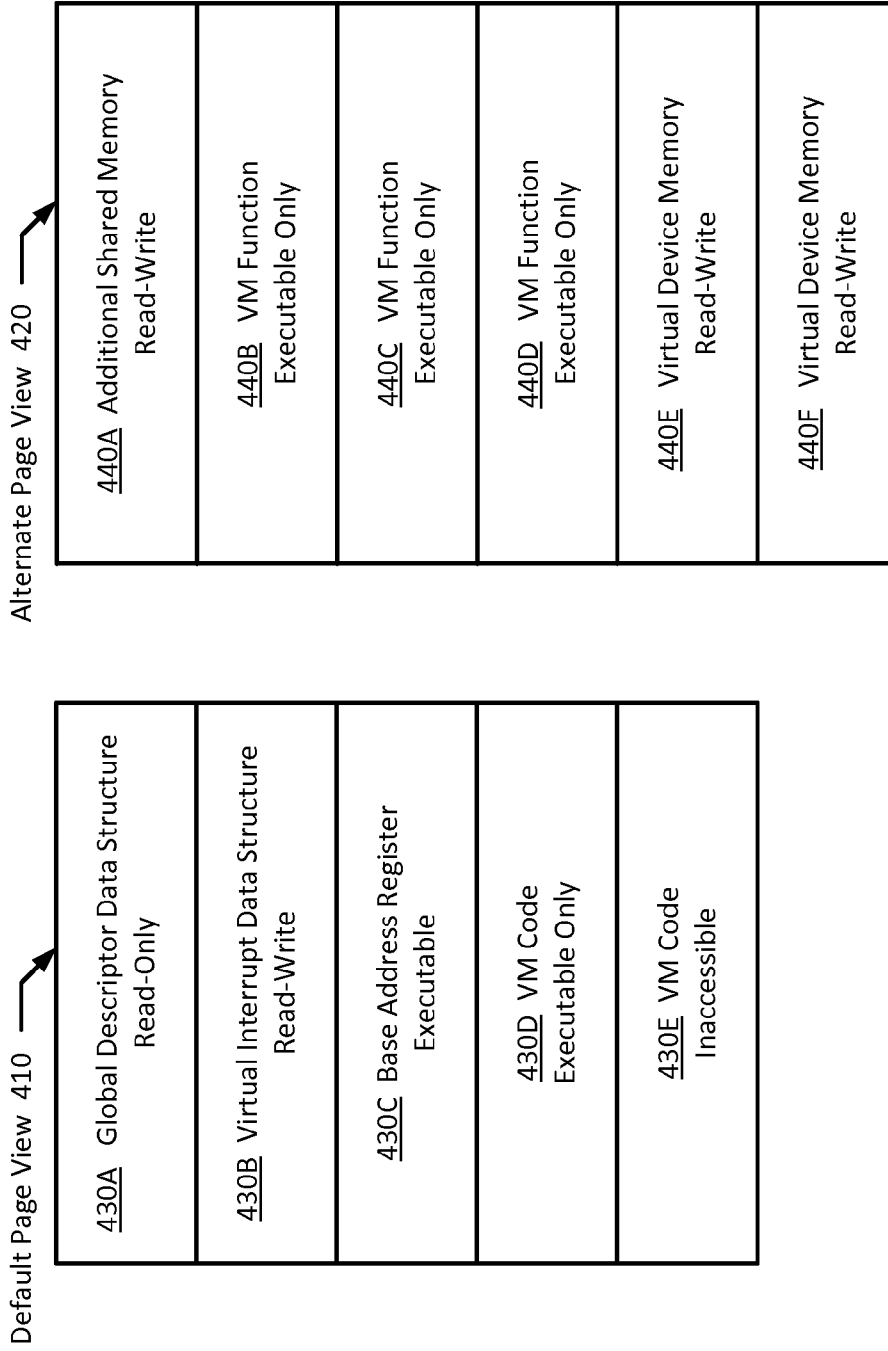 Default Page View 410
430A Global Descriptor Data Structure
Read-Only
430B Virtual Interrupt Data Structure
Read-Write
430C Base Address Register
Executable
430D VM Code
Executable Only
430E VM Code
Inaccessible
Alternate Page View 420
440A Additional Shared Memory
Read-Write
440B VM Function
Executable Only
440C VM Function
Executable Only
440D VM Function
Executable Only
440E Virtual Device Memory
Read-Write
440F Virtual Device Memory
Read-Write